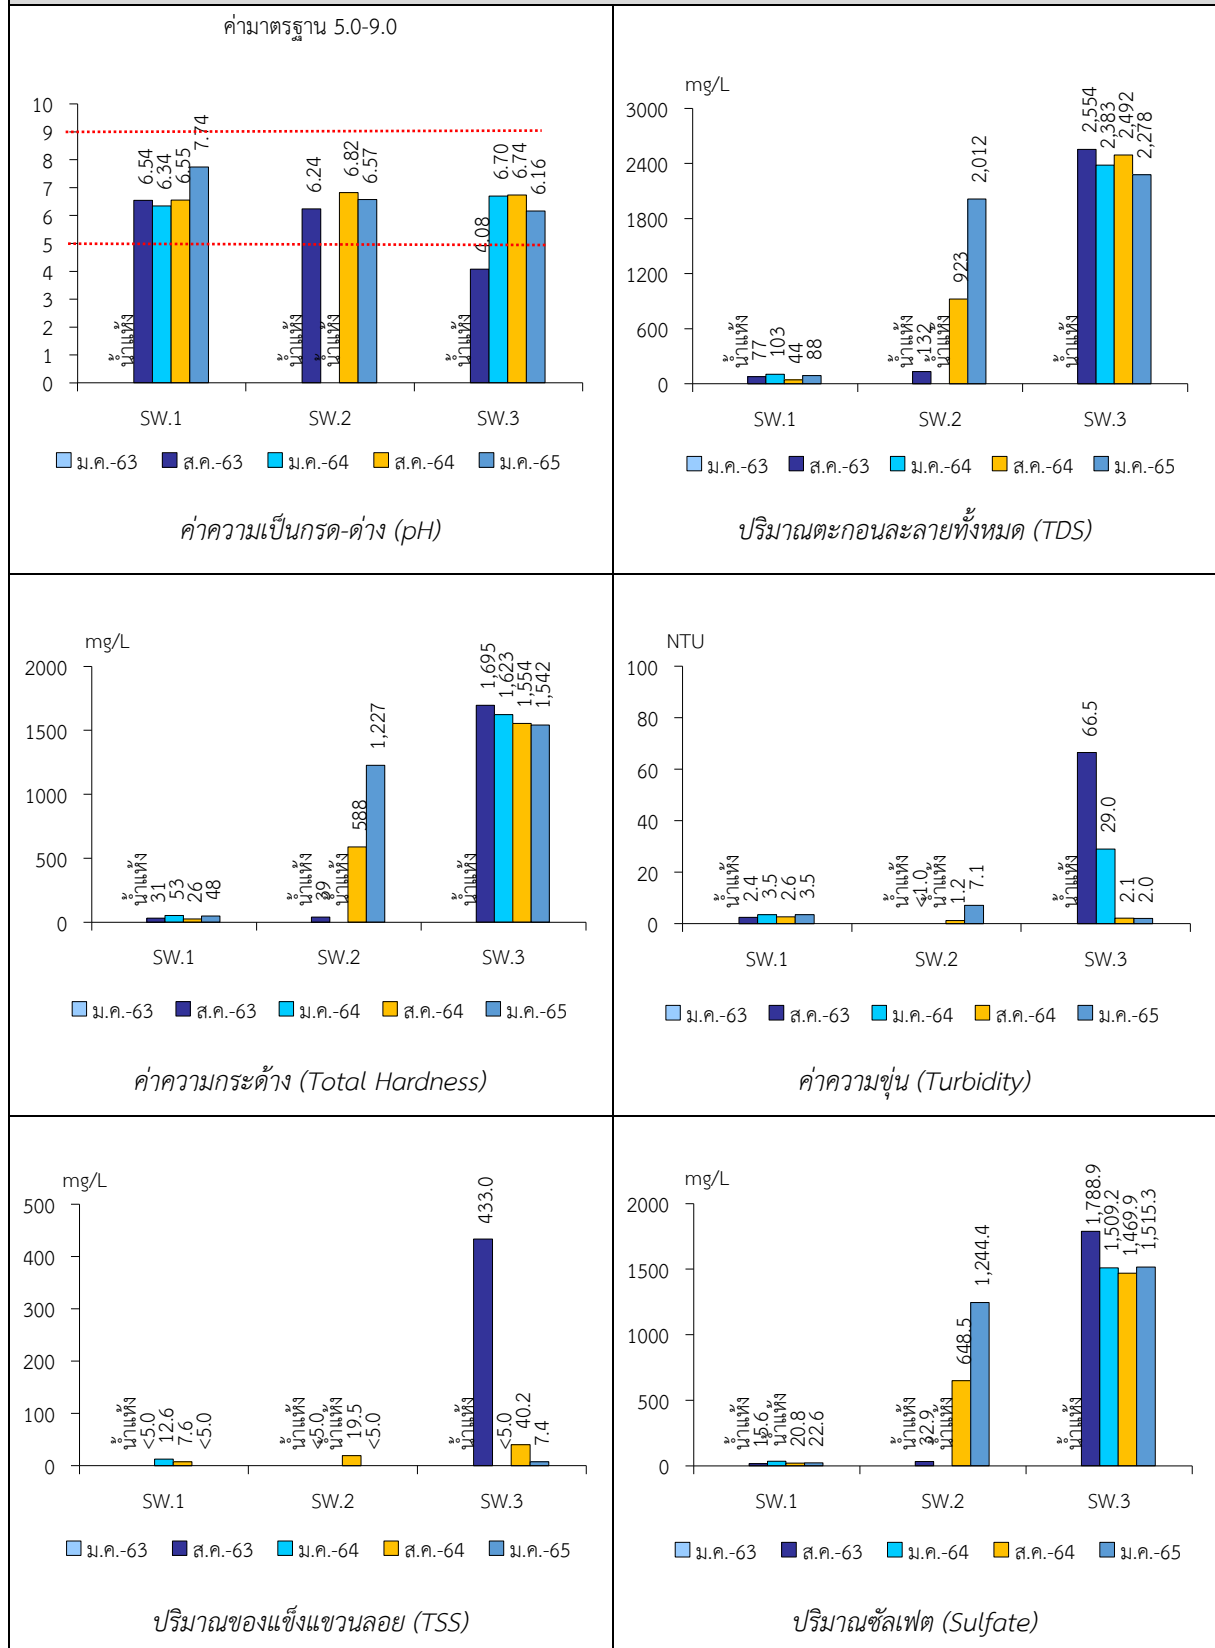 ค่ามาตรฐาน 5.0-9.0
10
9
8
7
6
5
4
3
2
1
0
น้ำแห้ง 6.54 6.34 6.55 7.74
น้ำแห้ง 6.24 น้ำแห้ง 6.82 6.57
น้ำแห้ง 4.08 6.70 6.74 6.16
SW.1 SW.2 SW.3
ม.ค.-63 ส.ค.-63 ม.ค.-64 ส.ค.-64 ม.ค.-65
ค่าความเป็นกรด-ด่าง (pH)
mg/L
3000
2400
1800
1200
600
0
น้ำแห้ง 77 103 44 88
น้ำแห้ง 132 น้ำแห้ง 923 2,012
น้ำแห้ง 2,554 2,383 2,492 2,278
SW.1 SW.2 SW.3
ม.ค.-63 ส.ค.-63 ม.ค.-64 ส.ค.-64 ม.ค.-65
ปริมาณตะกอนละลายทั้งหมด (TDS)
mg/L
2000
1500
1000
500
0
น้ำแห้ง 31 53 26 48
น้ำแห้ง 39 น้ำแห้ง 588 1,227
น้ำแห้ง 1,695 1,623 1,554 1,542
SW.1 SW.2 SW.3
ม.ค.-63 ส.ค.-63 ม.ค.-64 ส.ค.-64 ม.ค.-65
ค่าความกระด้าง (Total Hardness)
NTU
100
80
60
40
20
0
น้ำแห้ง 2.4 3.5 2.6 3.5
น้ำแห้ง <1.0 น้ำแห้ง 1.2 7.1
น้ำแห้ง 66.5 29.0 2.1 2.0
SW.1 SW.2 SW.3
ม.ค.-63 ส.ค.-63 ม.ค.-64 ส.ค.-64 ม.ค.-65
ค่าความขุ่น (Turbidity)
mg/L
500
400
300
200
100
0
น้ำแห้ง <5.0 12.6 7.6 <5.0
น้ำแห้ง <5.0 น้ำแห้ง 19.5 <5.0
น้ำแห้ง 433.0 <5.0 40.2 7.4
SW.1 SW.2 SW.3
ม.ค.-63 ส.ค.-63 ม.ค.-64 ส.ค.-64 ม.ค.-65
ปริมาณของแข็งแขวนลอย (TSS)
mg/L
2000
1500
1000
500
0
น้ำแห้ง 15.6 น้ำแห้ง 20.8 22.6
น้ำแห้ง 32.9 น้ำแห้ง 648.5 1,244.4
น้ำแห้ง 1,788.9 1,509.2 1,469.9 1,515.3
SW.1 SW.2 SW.3
ม.ค.-63 ส.ค.-63 ม.ค.-64 ส.ค.-64 ม.ค.-65
ปริมาณซัลเฟต (Sulfate)